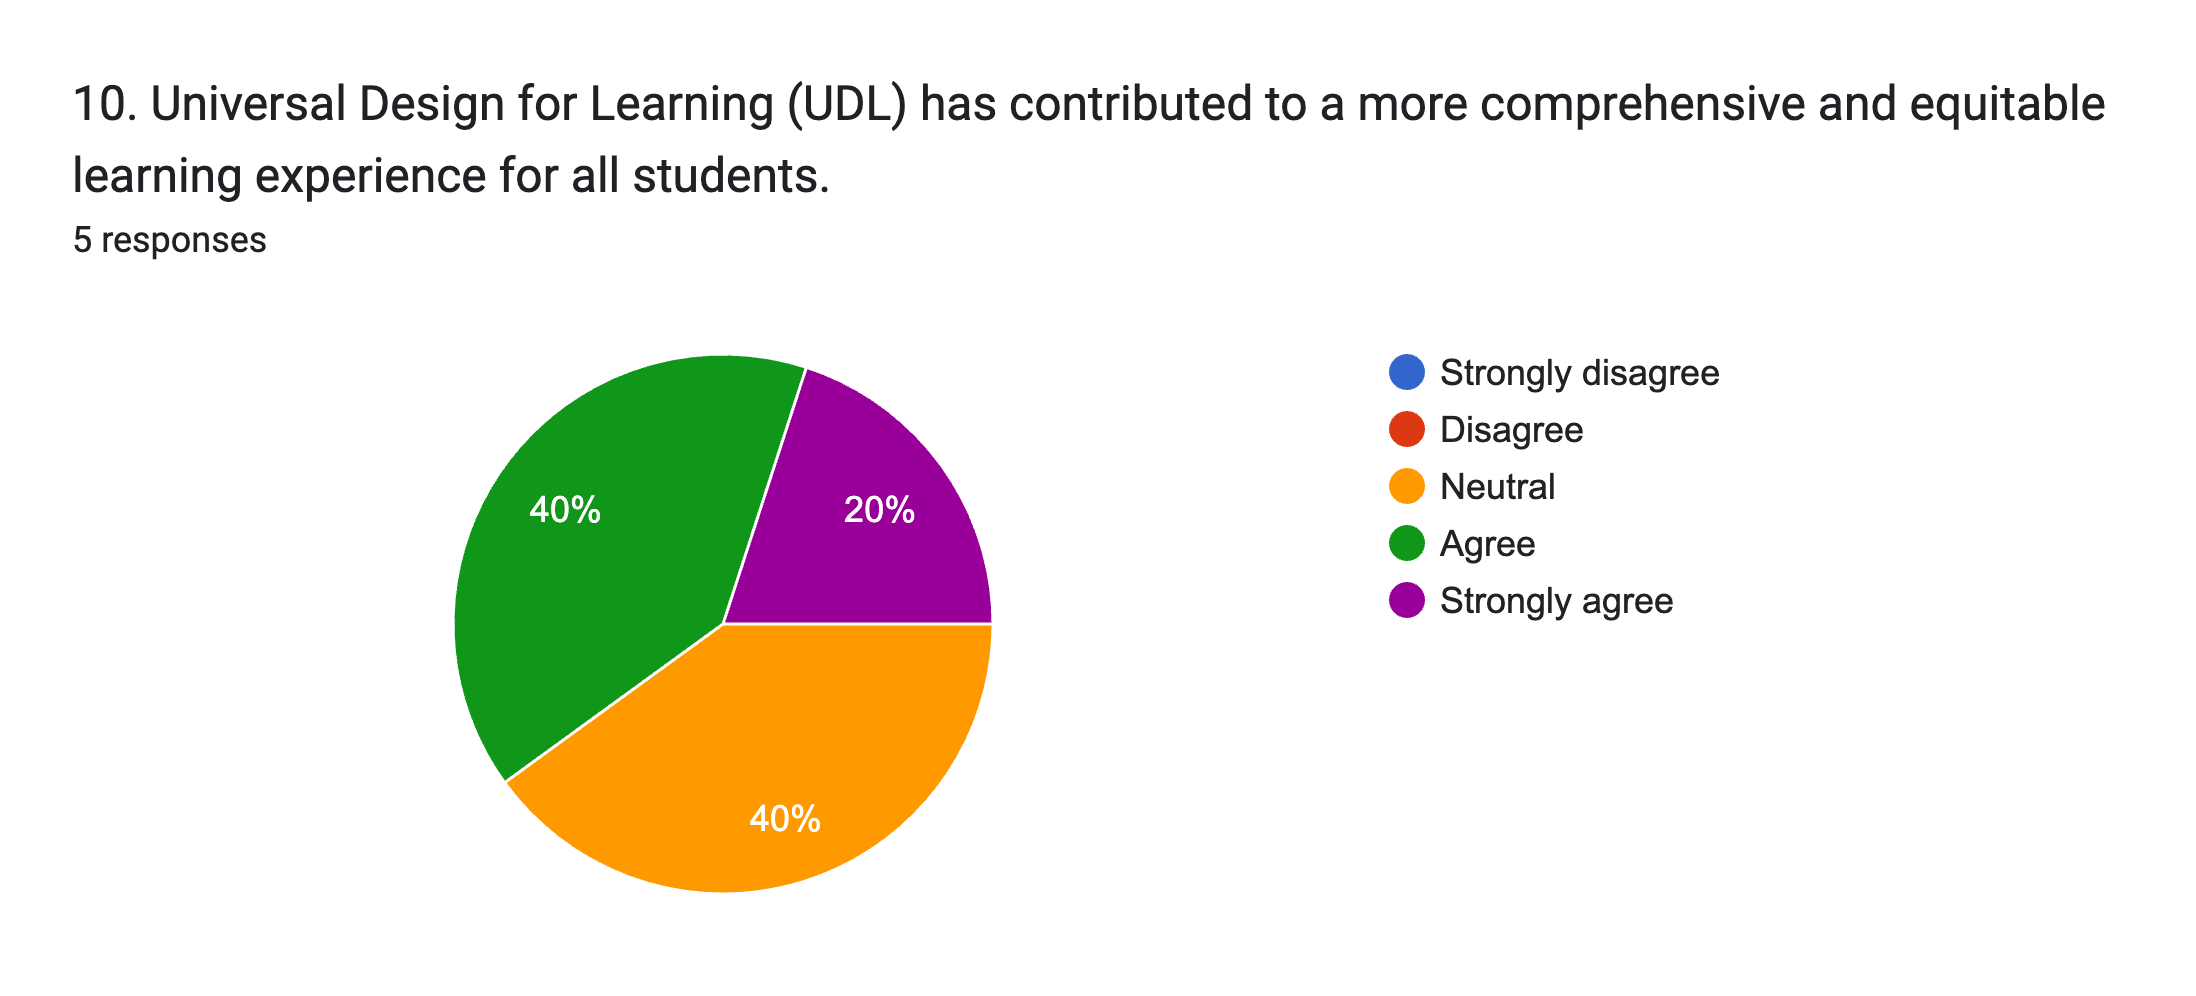 10. Universal Design for Learning (UDL) has contributed to a more comprehensive and equitable
learning experience for all students.
5 responses
40%
20%
40%
Strongly disagree
Disagree
Neutral
Agree
Strongly agree